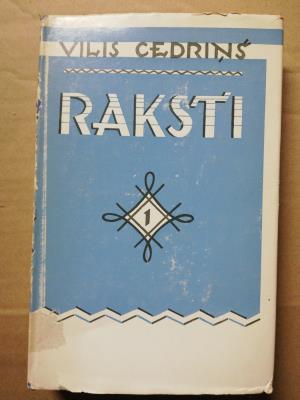 VILIS CEDRIŅŠ
RAKSTI
1